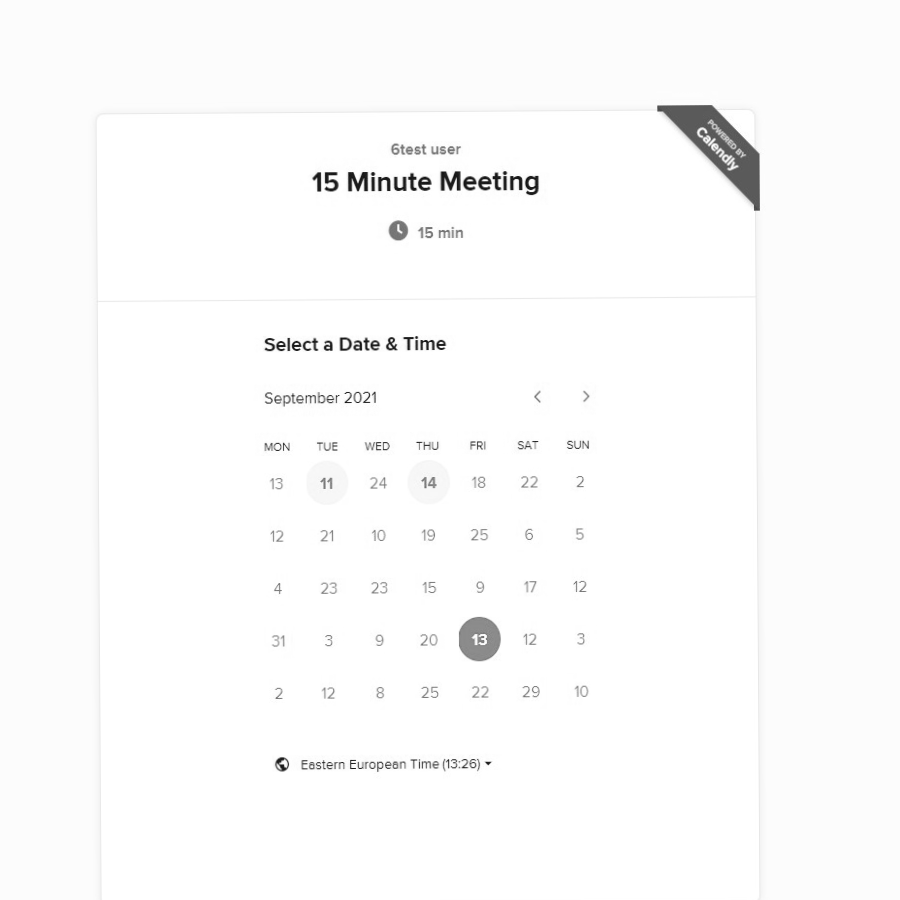 POWERED BY
Calendly
6test user
15 Minute Meeting
15 min
Select a Date & Time
September 2021
MON TUE WED THU FRI SAT SUN
13 11 24 14 18 22 2
12 21 10 19 25 6 5
4 23 23 15 9 17 12
31 3 9 20 13 12 3
2 12 8 25 22 29 10
Eastern European Time (13:26)